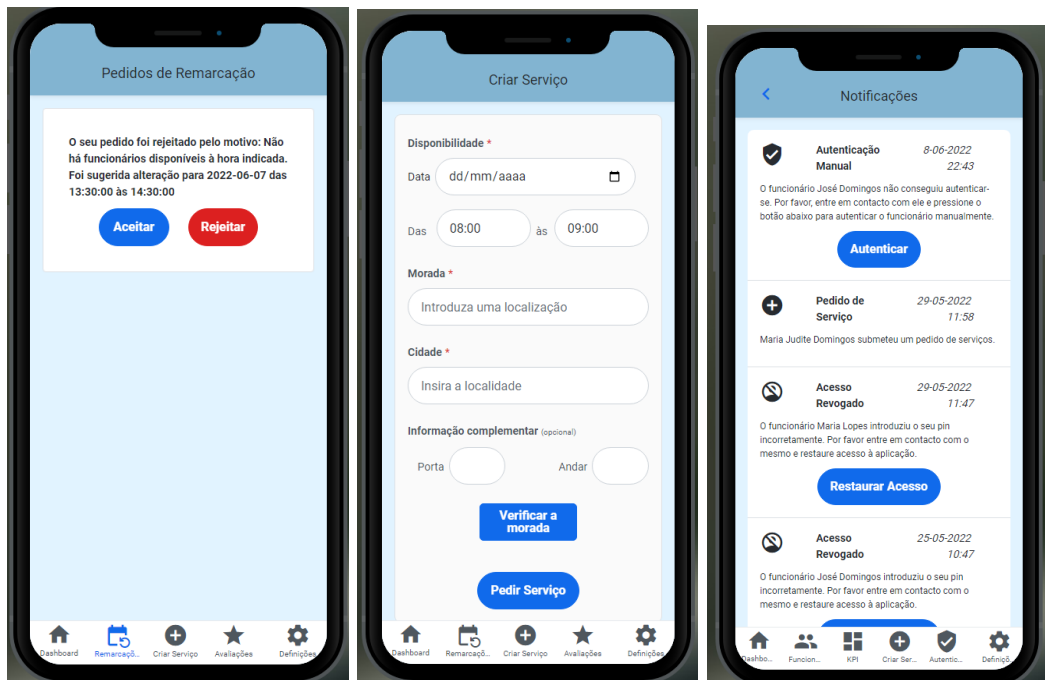 Pedidos de Remarcação
O seu pedido foi rejeitado pelo motivo: Não
há funcionários disponíveis à hora indicada.
Foi sugerida alteração para 2022-06-07 das
13:30:00 às 14:30:00
Aceitar
Rejeitar
Dashboard
Remarcaçõ...
Criar Serviço
Avaliações
Definições
Criar Serviço
Disponibilidade *
Data dd/mm/aaaa
Das 08:00 às 09:00
Morada *
Introduza uma localização
Cidade *
Insira a localidade
Informação complementar (opcional)
Porta
Andar
Verificar a
morada
Pedir Serviço
Dashboard
Remarcaçõ...
Criar Serviço
Avaliações
Definições
Notificações
Autenticação 8-06-2022
Manual 22:43
O funcionário José Domingos não conseguiu autenticar-
se. Por favor, entre em contacto com ele e pressione o
botão abaixo para autenticar o funcionário manualmente.
Autenticar
Pedido de 29-05-2022
Serviço 11:58
Maria Judite Domingos submeteu um pedido de serviços.
Acesso 29-05-2022
Revogado 11:47
O funcionário Maria Lopes introduziu o seu pin
incorretamente. Por favor entre em contacto com o
mesmo e restaure acesso à aplicação.
Restaurar Acesso
Acesso 25-05-2022
Revogado 10:47
O funcionário José Domingos introduziu o seu pin
incorretamente. Por favor entre em contacto com o
mesmo e restaure acesso à aplicação.
Dashbo...
Funcion...
KPI
Criar Ser...
Autentic...
Definiçõ...